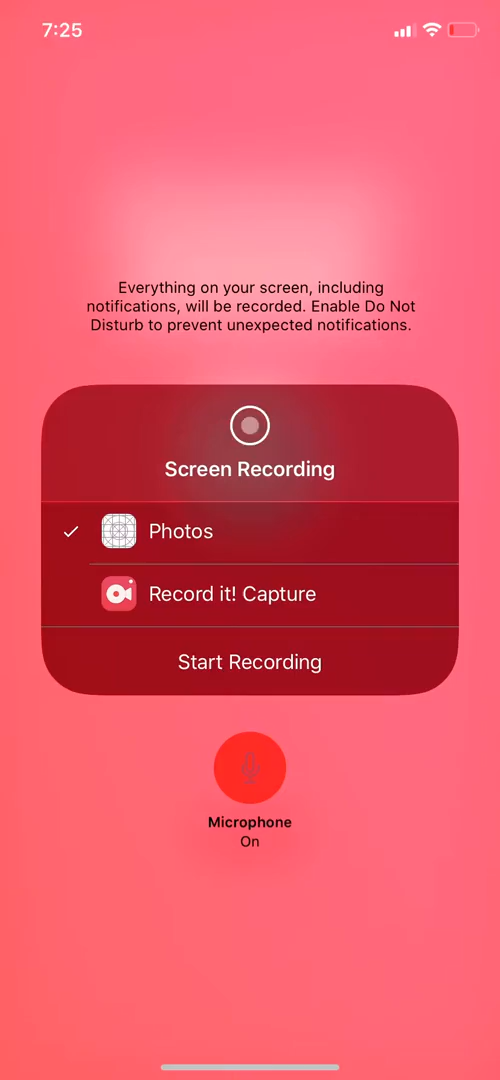 7:25
Everything on your screen, including
notifications, will be recorded. Enable Do Not
Disturb to prevent unexpected notifications.
Screen Recording
Photos
Record it! Capture
Start Recording
Microphone
On